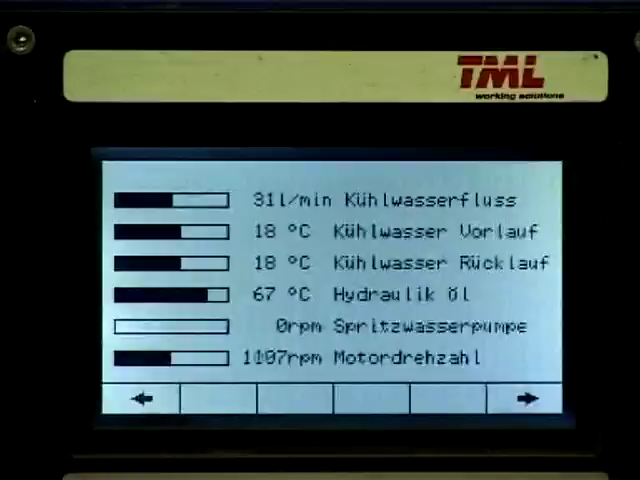 TML
working solutions
31l/min Kühlwasserfluss
18 °C Kühlwasser Vorlauf
18 °C Kühlwasser Rücklauf
67 °C Hydraulik öl
0rpm Spritzwasserpumpe
1107rpm Motordrehzahl